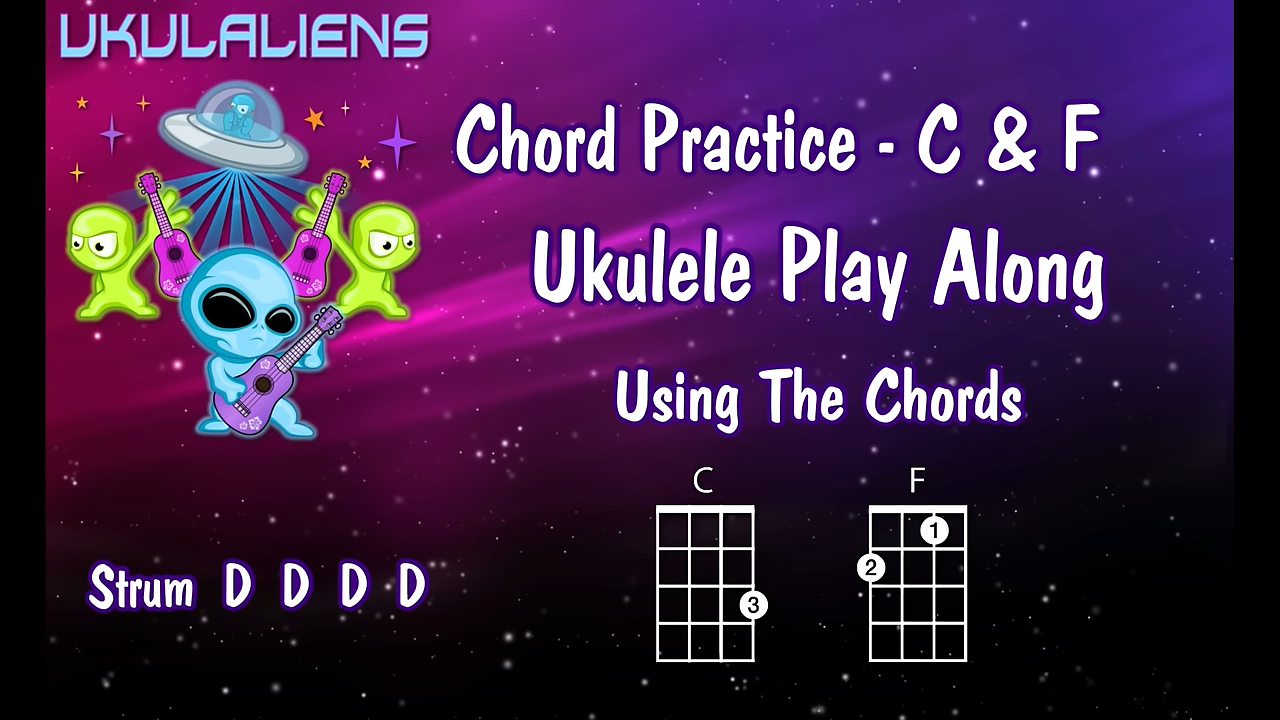 UKULALIENS
Chord Practice - C & F
Ukulele Play Along
Using The Chords
C F
1
2
3
Strum D D D D